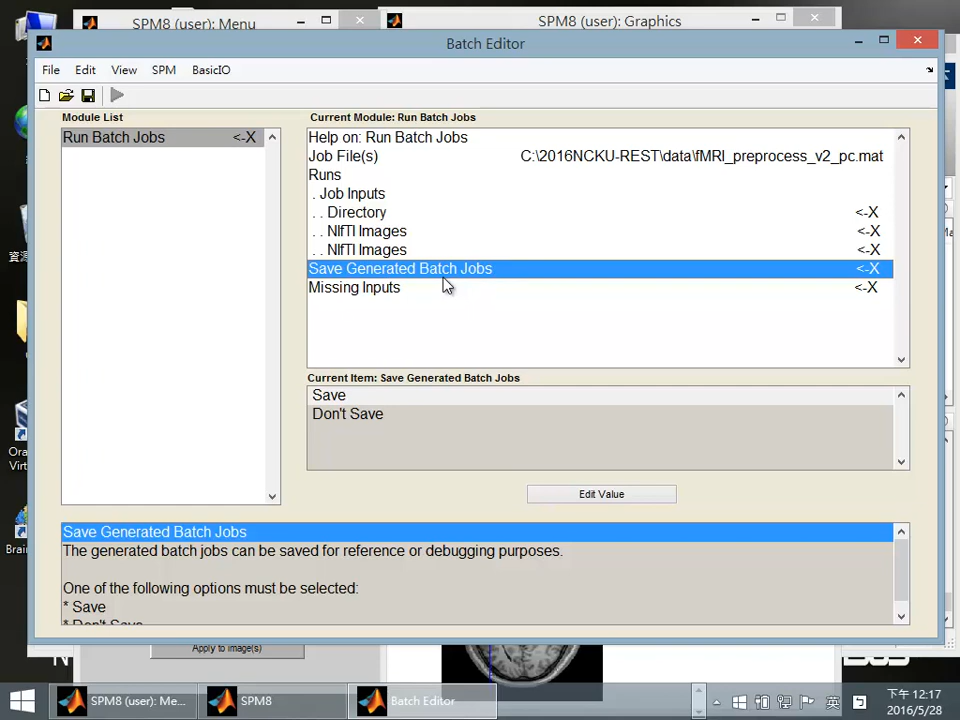 SPM8 (user): Menu
SPM8 (user): Graphics
Batch Editor
File Edit View SPM BasicIO
Module List
Run Batch Jobs <-X
Current Module: Run Batch Jobs
Help on: Run Batch Jobs
Job File(s) C:\2016NCKU-REST\data\fMRI_preprocess_v2_pc.mat
Runs
. Job Inputs
. . Directory <-X
. . NIfTI Images <-X
. . NIfTI Images <-X
Save Generated Batch Jobs <-X
Missing Inputs <-X
Current Item: Save Generated Batch Jobs
Save
Don't Save
Edit Value
Save Generated Batch Jobs
The generated batch jobs can be saved for reference or debugging purposes.
One of the following options must be selected:
* Save
* Don't Save
Apply to image(s)
SPM8 (user): Me...
SPM8
Batch Editor
英
下午 12:17
2016/5/28